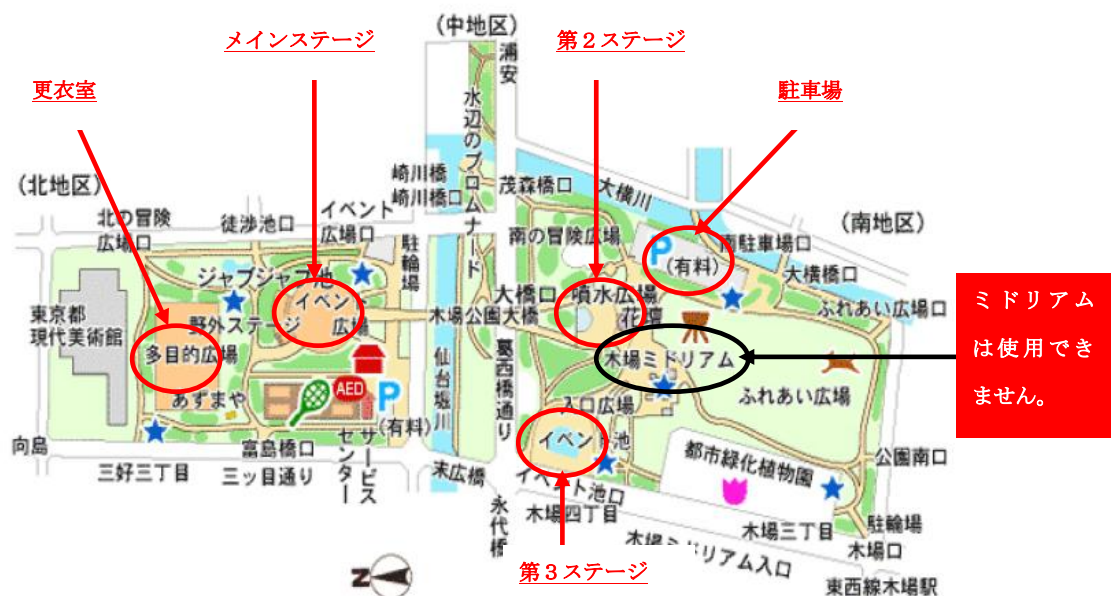 (中地区)
メインステージ
第2ステージ
更衣室
駐車場
浦安
水辺のプロムナード
崎川橋
崎川橋口
茂森橋口
大横川
(北地区)
北の冒険
広場口
徒渉池口
イベント
広場口
駐輪場
南の冒険広場
P
(有料)
南駐車場口
(南地区)
大横橋口
ジャブジャブ池
イベント
広場
野外ステージ
東京都
現代美術館
多目的広場
あずまや
木場公園大橋
大橋口
噴水広場
花壇
ふれあい広場口
木場ミドリアム
ミドリアム
は使用でき
ません。
仙台堀川
葛西橋通り
入口広場
ふれあい広場
AED
P
(有料)
サービス
センター
イベント池
イベント池口
都市緑化植物園
公園南口
向島
三好三丁目
富島橋口
三ッ目通り
末広橋
永代橋
木場四丁目
木場三丁目
駐輪場
木場口
木場ミドリアム入口
東西線木場駅
第3ステージ
Z